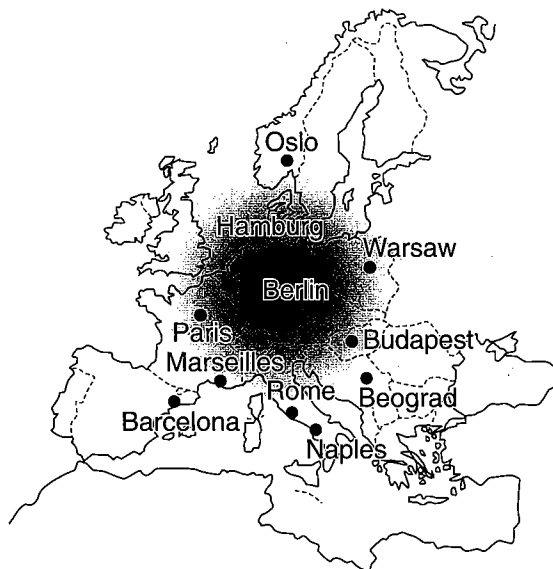 Oslo
Hamburg
Warsaw
Berlin
Paris
Budapest
Marseilles
Rome
Beograd
Barcelona
Naples